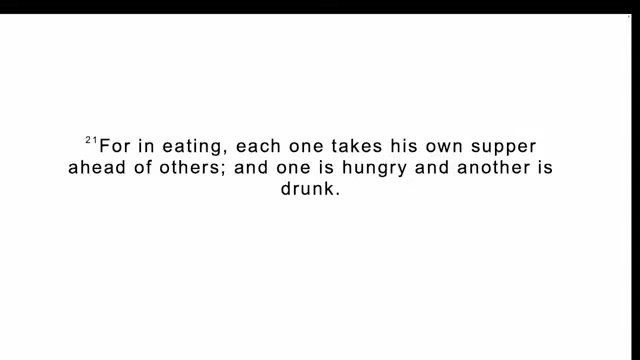 21For in eating, each one takes his own supper
ahead of others; and one is hungry and another is
drunk.